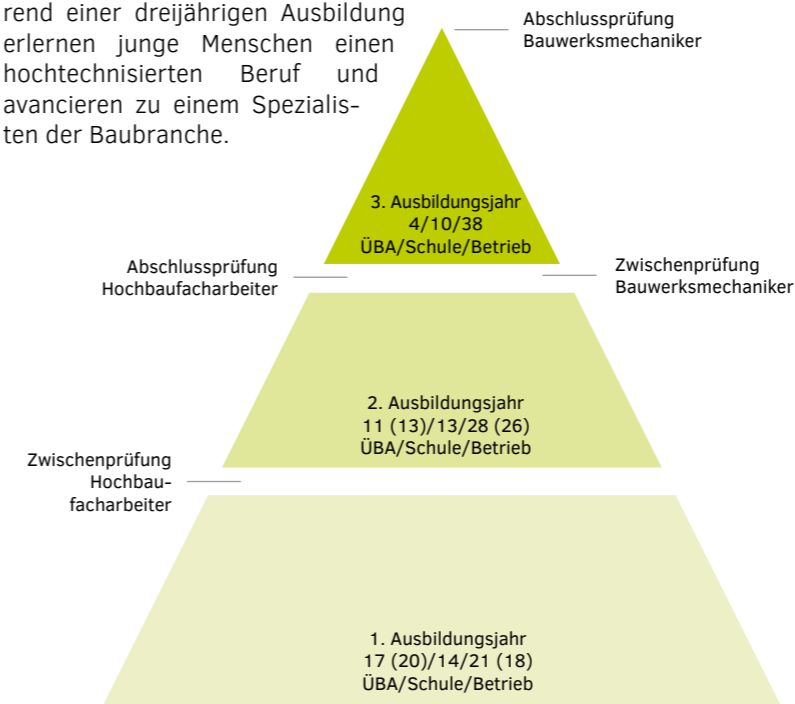 rend einer dreijährigen Ausbildung
erlernen junge Menschen einen
hochtechnisierten Beruf und
avancieren zu einem Spezialis-
ten der Baubranche.
Abschlussprüfung
Bauwerksmechaniker
3. Ausbildungsjahr
4/10/38
ÜBA/Schule/Betrieb
Abschlussprüfung
Hochbaufacharbeiter
Zwischenprüfung
Bauwerksmechaniker
2. Ausbildungsjahr
11 (13)/13/28 (26)
ÜBA/Schule/Betrieb
Zwischenprüfung
Hochbau-
facharbeiter
1. Ausbildungsjahr
17 (20)/14/21 (18)
ÜBA/Schule/Betrieb